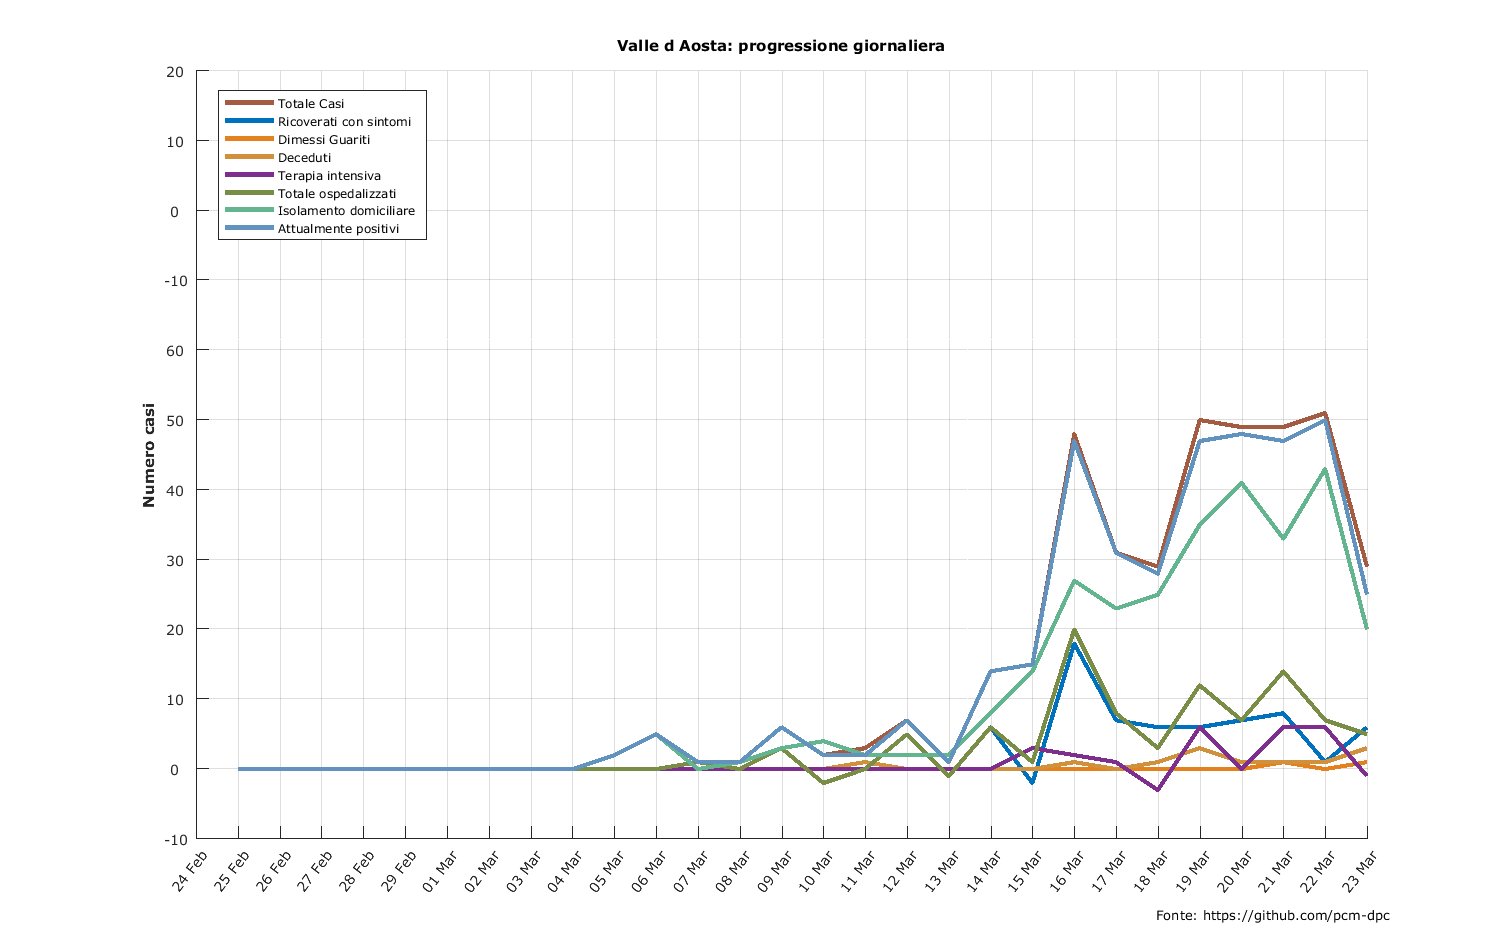 Valle d Aosta: progressione giornaliera
20
10
0
-10
60
50
40
30
20
10
0
-10
Numero casi
Totale Casi
Ricoverati con sintomi
Dimessi Guariti
Deceduti
Terapia intensiva
Totale ospedalizzati
Isolamento domiciliare
Attualmente positivi
24 Feb
25 Feb
26 Feb
27 Feb
28 Feb
29 Feb
01 Mar
02 Mar
03 Mar
04 Mar
05 Mar
06 Mar
07 Mar
08 Mar
09 Mar
10 Mar
11 Mar
12 Mar
13 Mar
14 Mar
15 Mar
16 Mar
17 Mar
18 Mar
19 Mar
20 Mar
21 Mar
22 Mar
23 Mar
Fonte: https://github.com/pcm-dpc